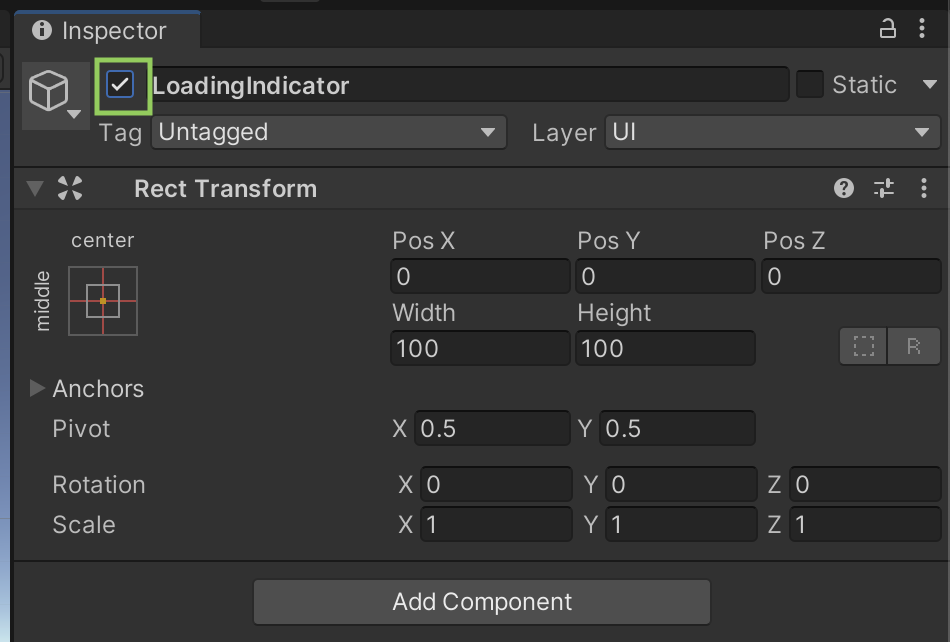 Inspector
LoadingIndicator Static
Tag Untagged Layer UI
Rect Transform
center
middle
Pos X Pos Y Pos Z
0 0 0
Width Height
100 100
R
Anchors
Pivot X 0.5 Y 0.5
Rotation X 0 Y 0 Z 0
Scale X 1 Y 1 Z 1
Add Component